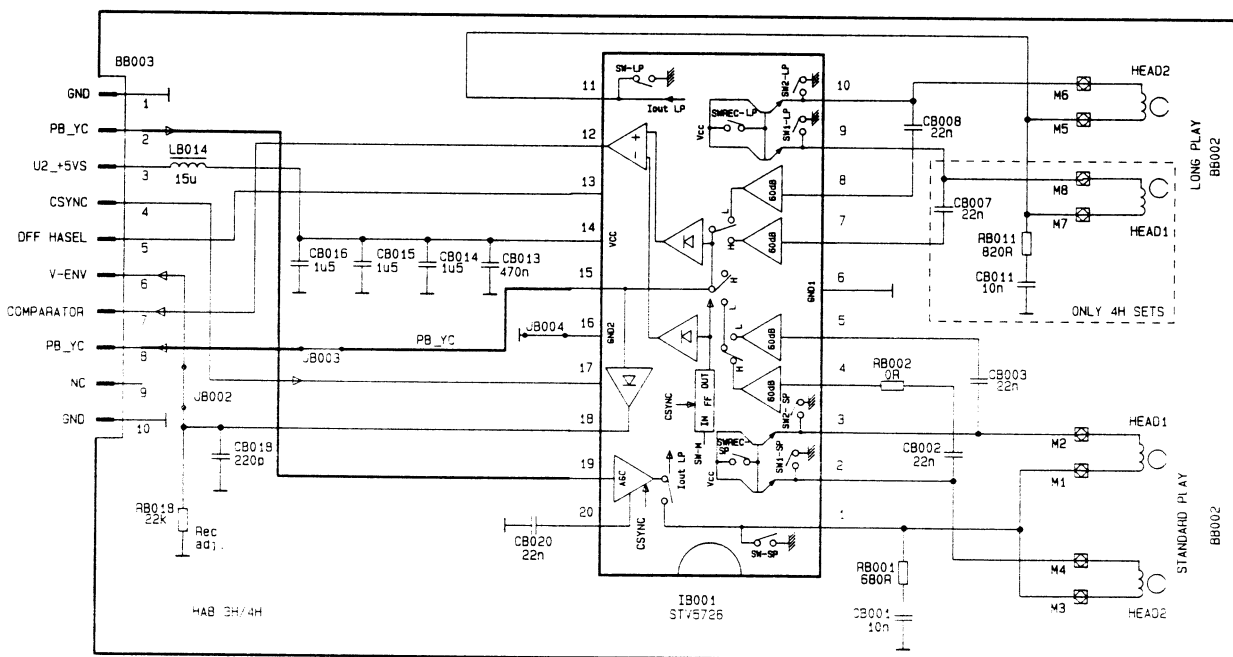 BB003
GND
1
PB_YC
2
LB014
15u
U2_+5VS
3
CSYNC
4
OFF HASEL
5
V-ENV
6
COMPARATOR
7
PB_YC
8
NC
9
GND
10
JB003
JB002
JB004
PB_YC
CB016
1u5
CB015
1u5
CB014
1u5
CB013
470n
CB018
220p
RB018
22k
Rec
adj.
CB020
22n
HAB 3H/4H
11
12
13
14
15
16
17
18
19
20
VCC
GND2
SW-LP
Iout LP
Vcc
SWREC-LP
SW2-LP
SW1-LP
+
-
60dB
60dB
L
H
H
L
L
H
60dB
60dB
GND1
IN FF OUT
CSYNC
SW-M
SWREC-
SP
SW2-SP
SW1-SP
Vcc
AGC
CSYNC
Iout LP
SW-SP
10
9
8
7
6
5
4
3
2
1
IB001
STV5726
CB008
22n
CB007
22n
RB011
820R
CB011
10n
ONLY 4H SETS
RB002
0R
CB003
22n
CB002
22n
RB001
680R
CB001
10n
HEAD2
M6
M5
M8
M7
HEAD1
LONG PLAY
BB002
HEAD1
M2
M1
M4
M3
HEAD2
STANDARD PLAY
BB002